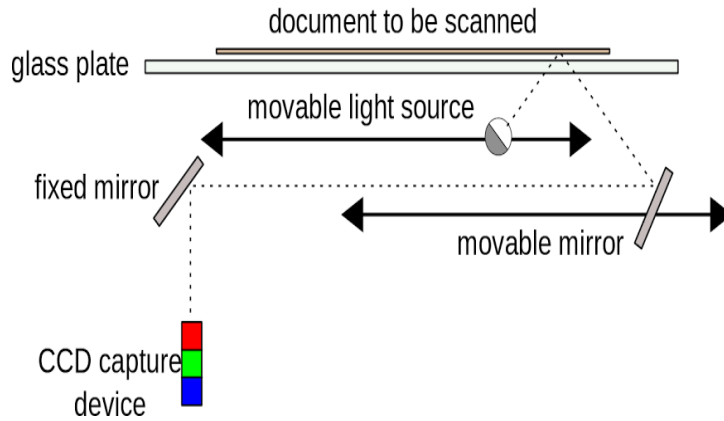 document to be scanned
glass plate
movable light source
fixed mirror
movable mirror
CCD capture
device